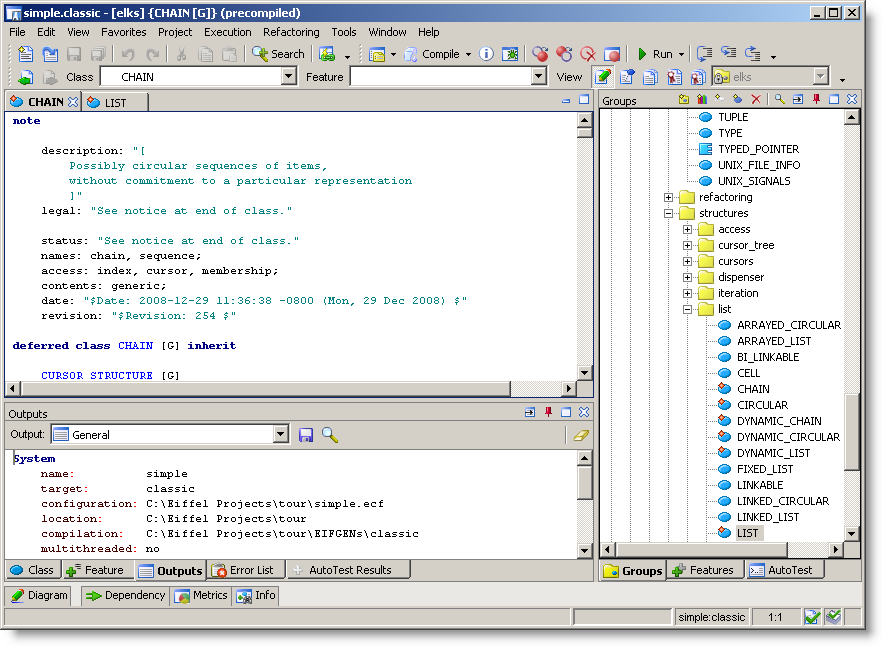 simple.classic - [elks] {CHAIN [G]} (precompiled)
File Edit View Favorites Project Execution Refactoring Tools Window Help
Search Compile Run
Class CHAIN Feature View elks
CHAIN LIST
note
description: "[
Possibly circular sequences of items,
without commitment to a particular representation
]"
legal: "See notice at end of class."
status: "See notice at end of class."
names: chain, sequence;
access: index, cursor, membership;
contents: generic;
date: "$Date: 2008-12-29 11:36:38 -0800 (Mon, 29 Dec 2008) $"
revision: "$Revision: 254 $"
deferred class CHAIN [G] inherit
CURSOR_STRUCTURE [G]
Groups
TUPLE
TYPE
TYPED_POINTER
UNIX_FILE_INFO
UNIX_SIGNALS
refactoring
structures
access
cursor_tree
cursors
dispenser
iteration
list
ARRAYED_CIRCULAR
ARRAYED_LIST
BI_LINKABLE
CELL
CHAIN
CIRCULAR
DYNAMIC_CHAIN
DYNAMIC_CIRCULAR
DYNAMIC_LIST
FIXED_LIST
LINKABLE
LINKED_CIRCULAR
LINKED_LIST
LIST
Groups Features AutoTest
Outputs
Output: General
System
name: simple
target: classic
configuration: C:\Eiffel Projects\tour\simple.ecf
location: C:\Eiffel Projects\tour
compilation: C:\Eiffel Projects\tour\EIFGENs\classic
multithreaded: no
Class Feature Outputs Error List AutoTest Results
Diagram Dependency Metrics Info
simple:classic 1:1